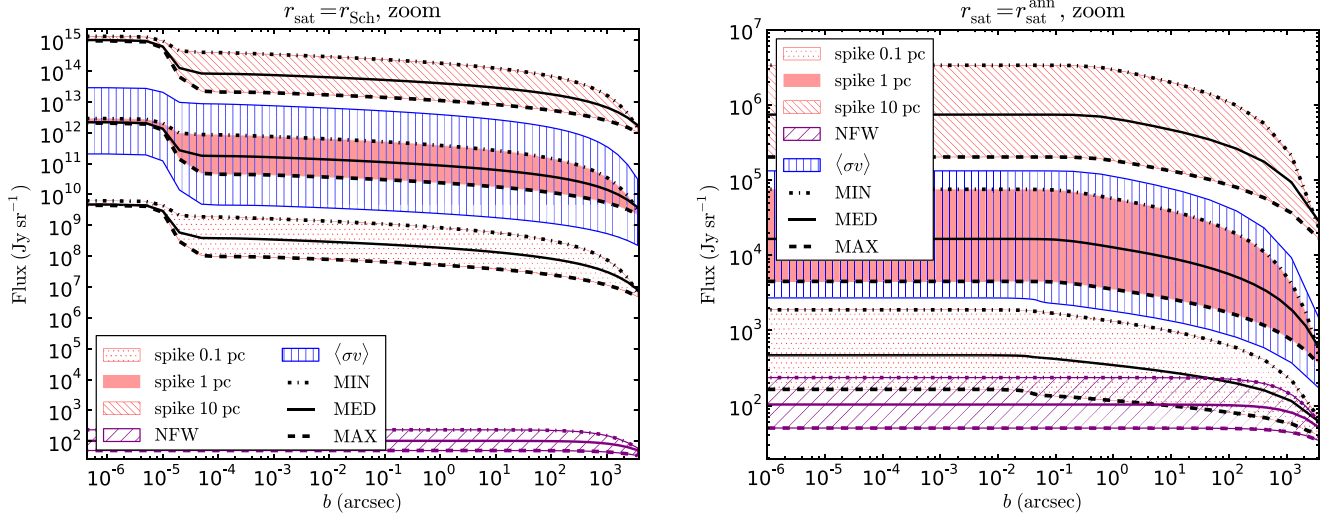 r_sat = r_Sch, zoom
10^15
10^14
10^13
10^12
10^11
10^10
10^9
10^8
10^7
10^6
10^5
10^4
10^3
10^2
Flux (Jy sr^−1)
spike 0.1 pc
spike 1 pc
spike 10 pc
NFW
⟨σv⟩
MIN
MED
MAX
10^−6 10^−5 10^−4 10^−3 10^−2 10^−1 10^0 10^1 10^2 10^3
b (arcsec)
r_sat = r_sat^ann, zoom
10^7
10^6
10^5
10^4
10^3
10^2
Flux (Jy sr^−1)
spike 0.1 pc
spike 1 pc
spike 10 pc
NFW
⟨σv⟩
MIN
MED
MAX
10^−6 10^−5 10^−4 10^−3 10^−2 10^−1 10^0 10^1 10^2 10^3
b (arcsec)